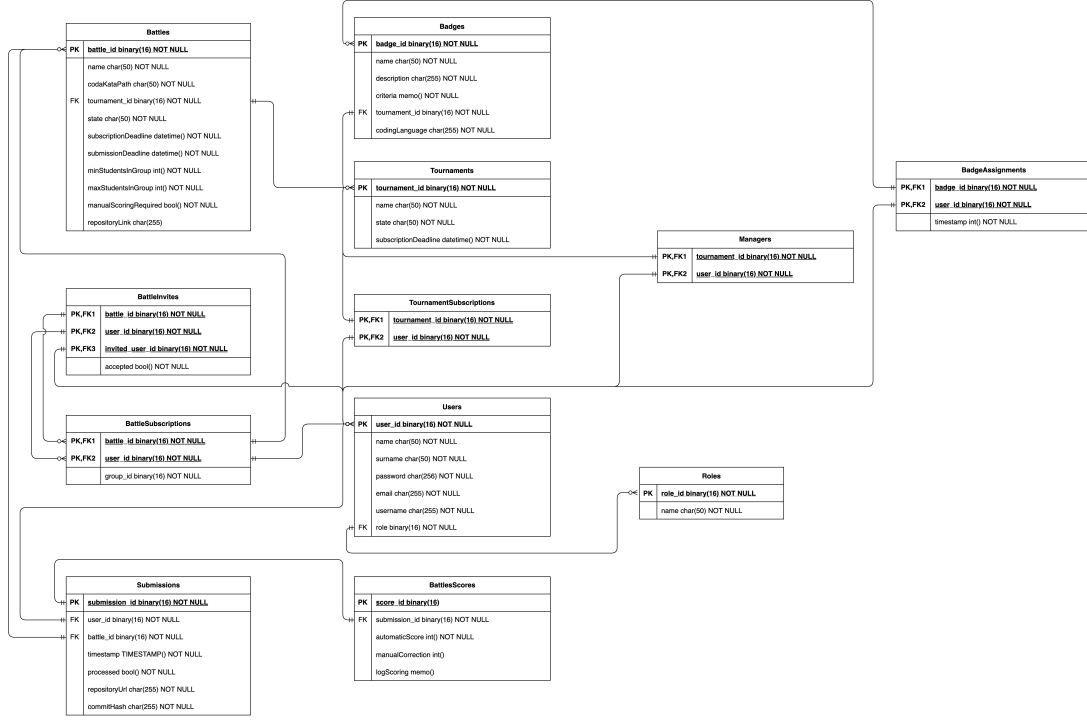 Battles
PK battle_id binary(16) NOT NULL
name char(50) NOT NULL
codaKataPath char(50) NOT NULL
FK tournament_id binary(16) NOT NULL
state char(50) NOT NULL
subscriptionDeadline datetime() NOT NULL
submissionDeadline datetime() NOT NULL
minStudentsInGroup int() NOT NULL
maxStudentsInGroup int() NOT NULL
manualScoringRequired bool() NOT NULL
repositoryLink char(255)
Badges
PK badge_id binary(16) NOT NULL
name char(50) NOT NULL
description char(255) NOT NULL
criteria memo() NOT NULL
FK tournament_id binary(16) NOT NULL
codingLanguage char(255) NOT NULL
Tournaments
PK tournament_id binary(16) NOT NULL
name char(50) NOT NULL
state char(50) NOT NULL
subscriptionDeadline datetime() NOT NULL
BadgeAssignments
PK,FK1 badge_id binary(16) NOT NULL
PK,FK2 user_id binary(16) NOT NULL
timestamp int() NOT NULL
Managers
PK,FK1 tournament_id binary(16) NOT NULL
PK,FK2 user_id binary(16) NOT NULL
BattleInvites
PK,FK1 battle_id binary(16) NOT NULL
PK,FK2 user_id binary(16) NOT NULL
PK,FK3 invited_user_id binary(16) NOT NULL
accepted bool() NOT NULL
TournamentSubscriptions
PK,FK1 tournament_id binary(16) NOT NULL
PK,FK2 user_id binary(16) NOT NULL
BattleSubscriptions
PK,FK1 battle_id binary(16) NOT NULL
PK,FK2 user_id binary(16) NOT NULL
group_id binary(16) NOT NULL
Users
PK user_id binary(16) NOT NULL
name char(50) NOT NULL
surname char(50) NOT NULL
password char(256) NOT NULL
email char(255) NOT NULL
username char(255) NOT NULL
FK role binary(16) NOT NULL
Roles
PK role_id binary(16) NOT NULL
name char(50) NOT NULL
Submissions
PK submission_id binary(16) NOT NULL
FK user_id binary(16) NOT NULL
FK battle_id binary(16) NOT NULL
timestamp TIMESTAMP() NOT NULL
processed bool() NOT NULL
repositoryUrl char(255) NOT NULL
commitHash char(255) NOT NULL
BattlesScores
PK score_id binary(16)
FK submission_id binary(16) NOT NULL
automaticScore int() NOT NULL
manualCorrection int()
logScoring memo()